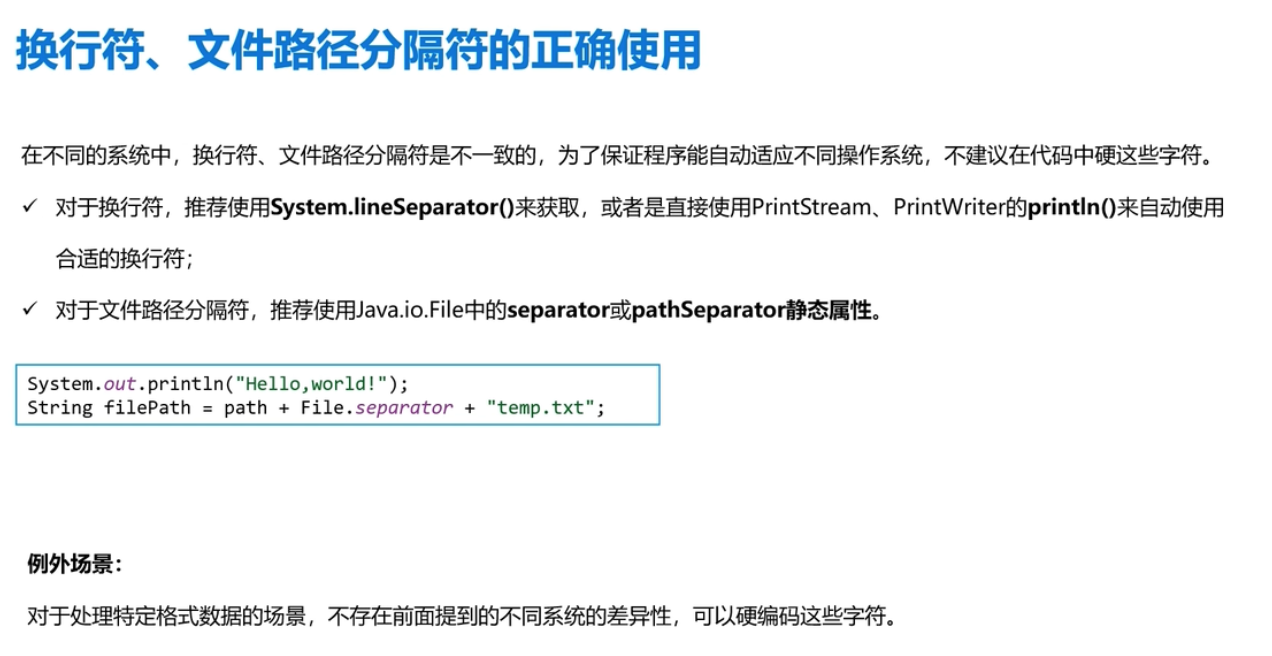 换行符、文件路径分隔符的正确使用
在不同的系统中，换行符、文件路径分隔符是不一致的，为了保证程序能自动适应不同操作系统，不建议在代码中硬这些字符。
✓ 对于换行符，推荐使用System.lineSeparator()来获取，或者是直接使用PrintStream、PrintWriter的println()来自动使用
合适的换行符；
✓ 对于文件路径分隔符，推荐使用Java.io.File中的separator或pathSeparator静态属性。
System.out.println("Hello,world!");
String filePath = path + File.separator + "temp.txt";
例外场景：
对于处理特定格式数据的场景，不存在前面提到的不同系统的差异性，可以硬编码这些字符。